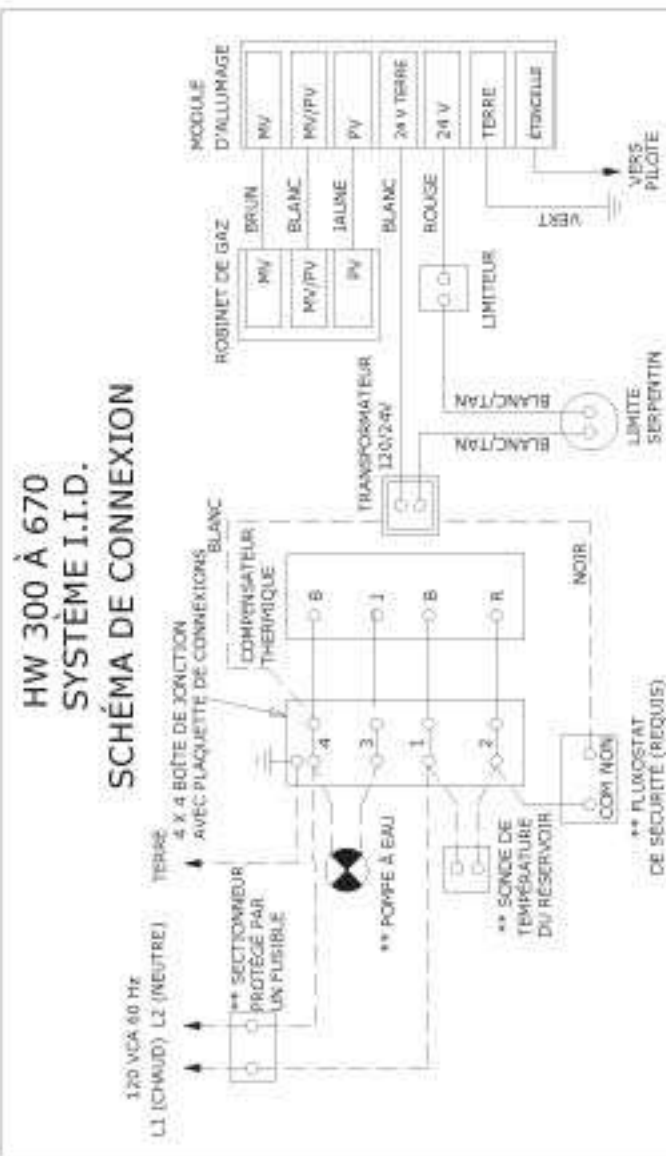 HW 300 À 670
SYSTÈME I.I.D.
SCHÉMA DE CONNEXION
120 VCA 60 Hz
L1 (CHAUD) L2 (NEUTRE)
TERRE
** SECTIONNEUR
PROTÉGÉ PAR
UN FUSIBLE
4 X 4 BOÎTE DE JONCTION
AVEC PLAQUETTE DE CONNEXIONS
BLANC
COMPENSATEUR
THERMIQUE
4
3
1
2
B
J
B
R
** POMPE À EAU
** SONDE DE
TEMPÉRATURE
DU RÉSERVOIR
COM NON
** FLUXOSTAT
DE SÉCURITÉ (REQUIS)
NOIR
TRANSFORMATEUR
120/24V
BLANC/TAN
BLANC/TAN
LIMITE
SERPENTIN
LIMITEUR
ROBINET DE GAZ
MV
MV/PV
PV
BRUN
BLANC
JAUNE
BLANC
ROUGE
VERT
MODULE
D'ALLUMAGE
MV
MV/PV
PV
24 V TERRE
24 V
TERRE
ÉTINCELLE
VERS
PILOTE